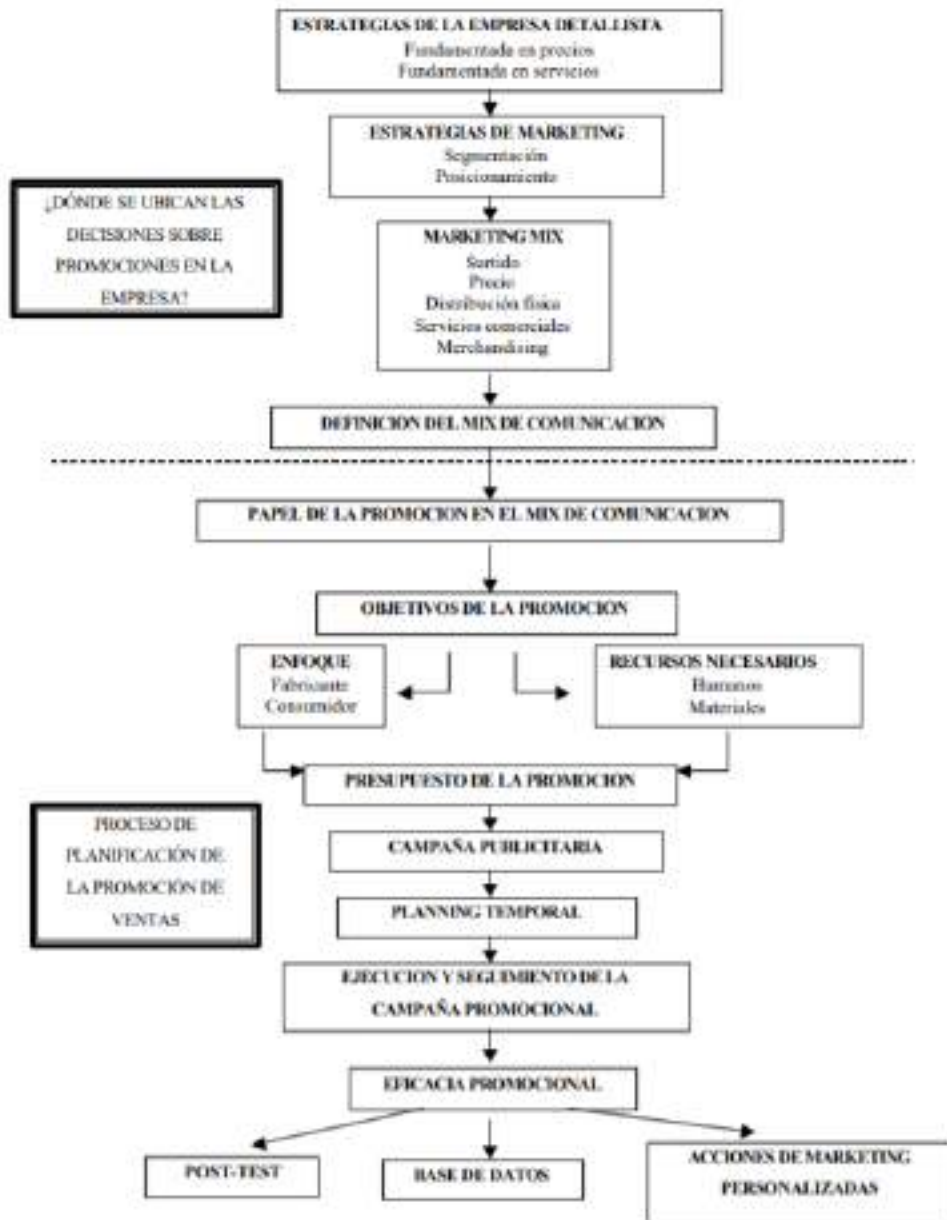 ESTRATEGIAS DE LA EMPRESA DETALLISTA
Fundamentada en precios
Fundamentada en servicios
ESTRATEGIAS DE MARKETING
Segmentación
Posicionamiento
¿DÓNDE SE UBICAN LAS
DECISIONES SOBRE
PROMOCIONES EN LA
EMPRESA?
MARKETING MIX
Surtido
Precio
Distribución física
Servicios comerciales
Merchandising
DEFINICIÓN DEL MIX DE COMUNICACIÓN
PAPEL DE LA PROMOCION EN EL MIX DE COMUNICACION
OBJETIVOS DE LA PROMOCIÓN
ENFOQUE
Fabricante
Consumidor
RECURSOS NECESARIOS
Humanos
Materiales
PRESUPUESTO DE LA PROMOCIÓN
PROCESO DE
PLANIFICACIÓN DE
LA PROMOCIÓN DE
VENTAS
CAMPAÑA PUBLICITARIA
PLANNING TEMPORAL
EJECUCION Y SEGUIMIENTO DE LA
CAMPAÑA PROMOCIONAL
EFICACIA PROMOCIONAL
POST-TEST
BASE DE DATOS
ACCIONES DE MARKETING
PERSONALIZADAS